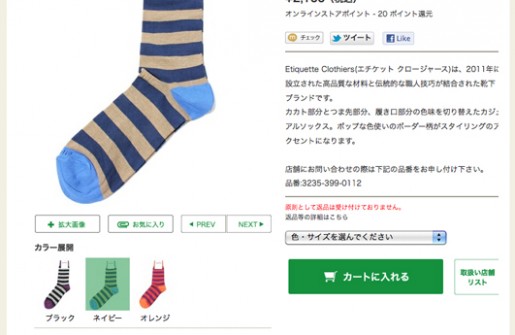 オンラインストアポイント - 20 ポイント還元
チェック
ツイート
Like
Etiquette Clothiers(エチケット クロージャース)は、2011年に
設立された高品質な材料と伝統的な職人技巧が結合された靴下
ブランドです。
カカト部分とつま先部分、履き口部分の色味を切り替えたカジ
アルソックス。ポップな色使いのボーダー柄がスタイリングのア
クセントになります。
店舗にお問い合わせの際は下記の品番をお申し付け下さい。
品番:3235-399-0112
原則として返品は受け付けておりません。
返品等の詳細はこちら
拡大画像
お気に入り
PREV
NEXT
色・サイズを選んでください
カラー展開
カートに入れる
取扱い店舗
リスト
ブラック
ネイビー
オレンジ